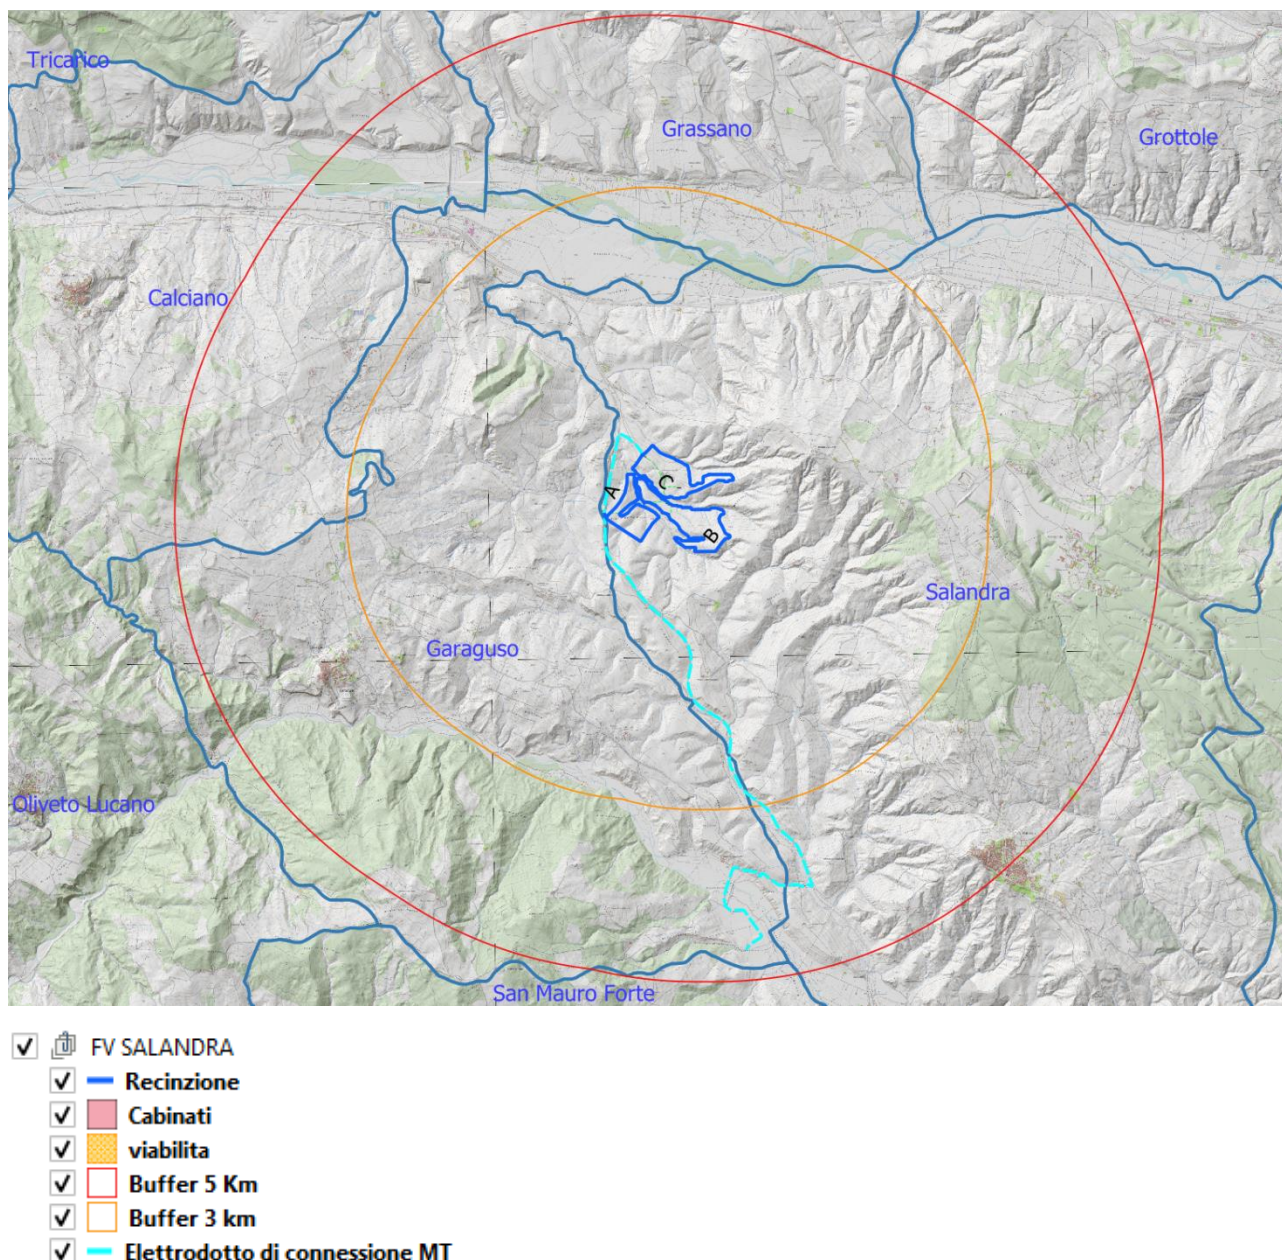 Tricarico
Grassano
Grottole
Calciano
A
C
B
Salandra
Garaguso
Oliveto Lucano
San Mauro Forte
FV SALANDRA
Recinzione
Cabinati
viabilita
Buffer 5 Km
Buffer 3 km
Elettrodotto di connessione MT